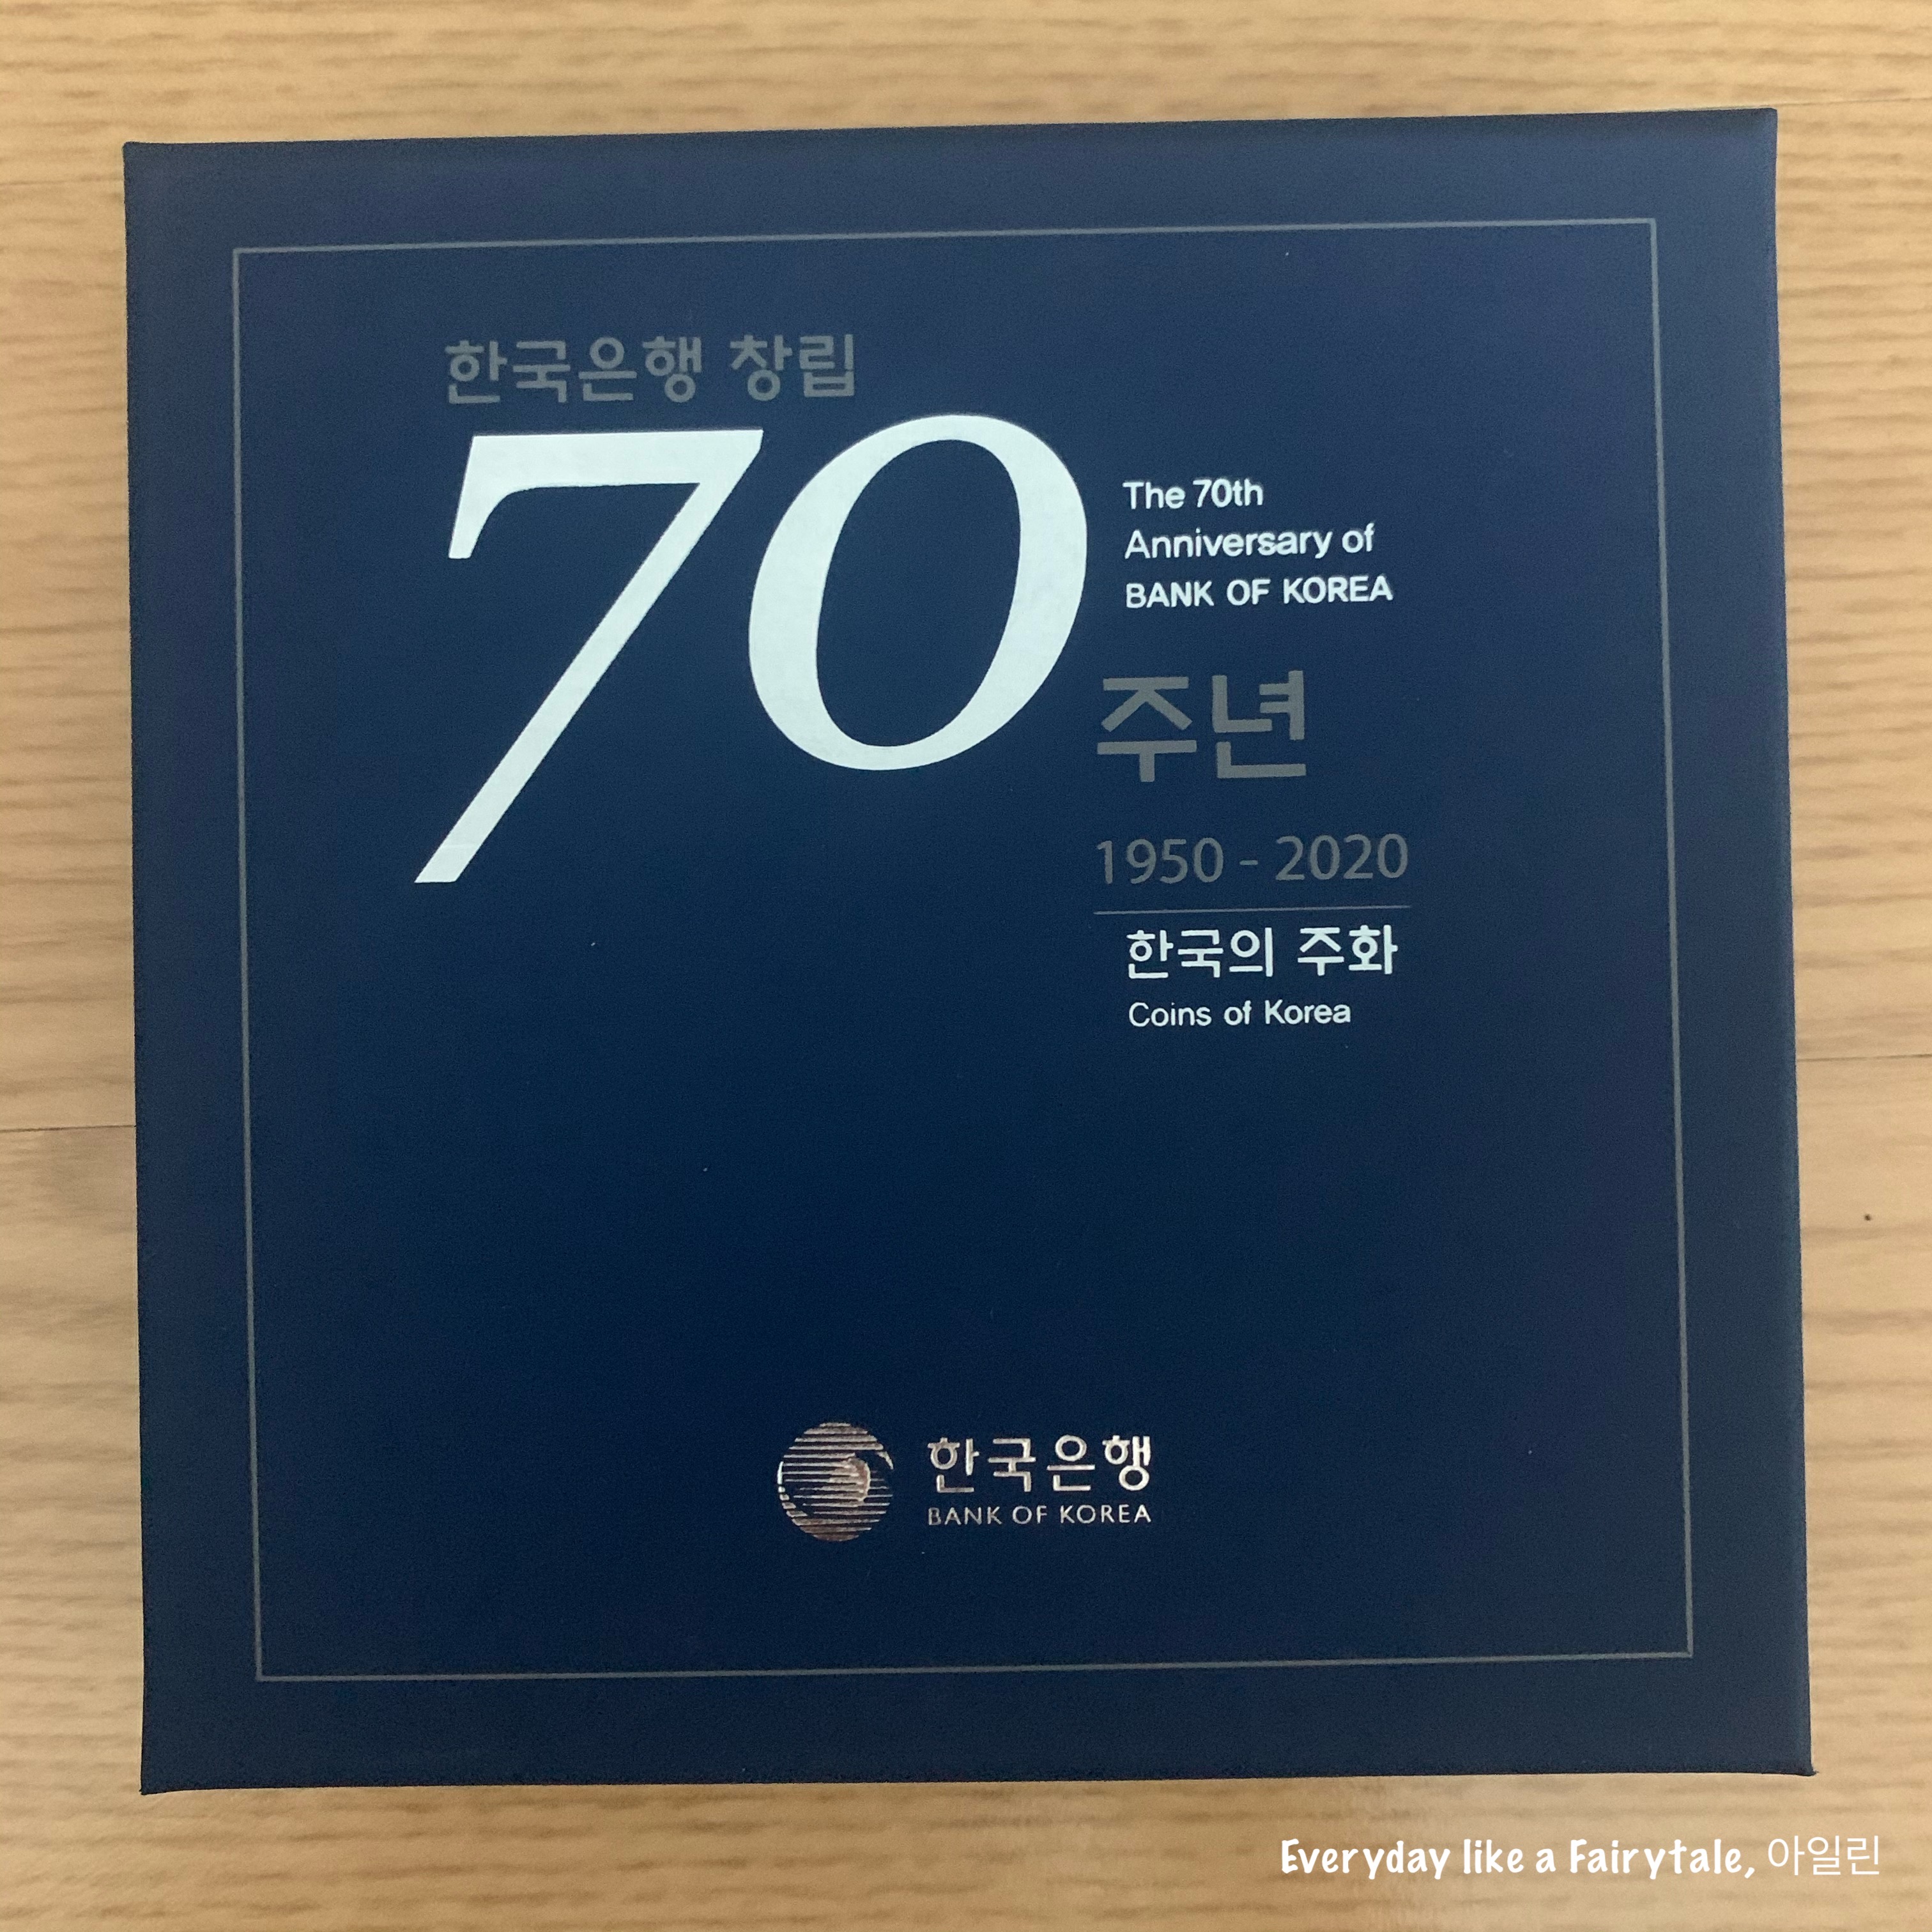 한국은행 창립
70
The 70th
Anniversary of
BANK OF KOREA
주년
1950 - 2020
한국의 주화
Coins of Korea
한국은행
BANK OF KOREA
Everyday like a Fairytale, 아일린